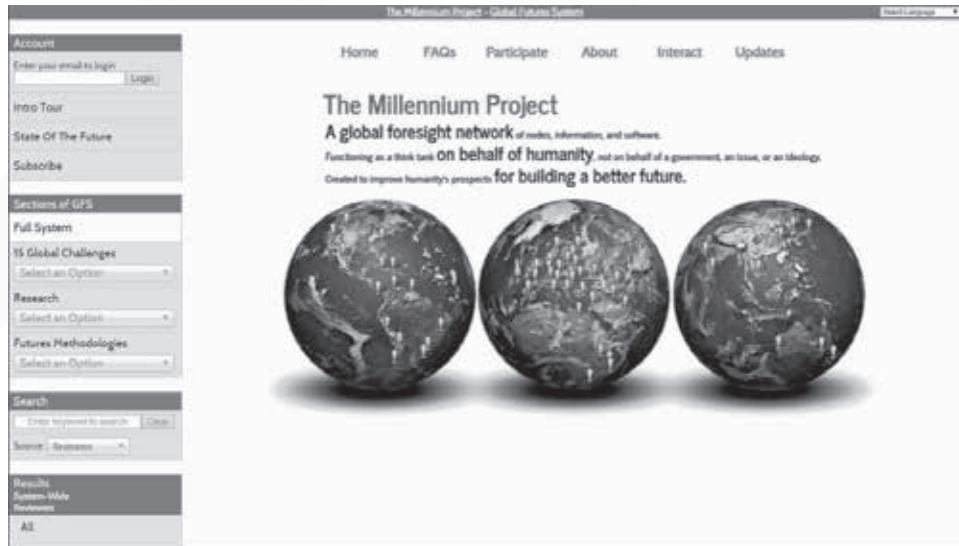 The Millennium Project - Global Futures System
Select Language
Account
Enter your email to login
Login
Intro Tour
State Of The Future
Subscribe
Sections of GFS
Full System
15 Global Challenges
Select an Option
Research
Select an Option
Futures Methodologies
Select an Option
Search
Enter keyword to search Clear
Source: Reviewers
Results
System-Wide
Reviewers
All
Home FAQs Participate About Interact Updates
The Millennium Project
A global foresight network of nodes, information, and software.
Functioning as a think tank on behalf of humanity, not on behalf of a government, an issue, or an ideology.
Created to improve humanity's prospects for building a better future.